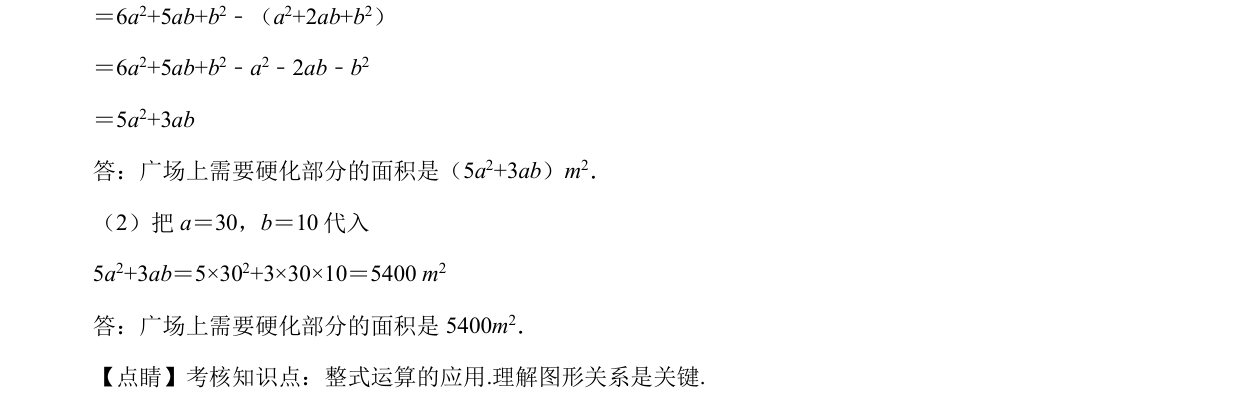 ＝6a²+5ab+b²﹣（a²+2ab+b²）
＝6a²+5ab+b²﹣a²﹣2ab﹣b²
＝5a²+3ab
答：广场上需要硬化部分的面积是（5a²+3ab）m²．
（2）把 a＝30，b＝10 代入
5a²+3ab＝5×30²+3×30×10＝5400 m²
答：广场上需要硬化部分的面积是 5400m²．
【点睛】考核知识点：整式运算的应用.理解图形关系是关键.